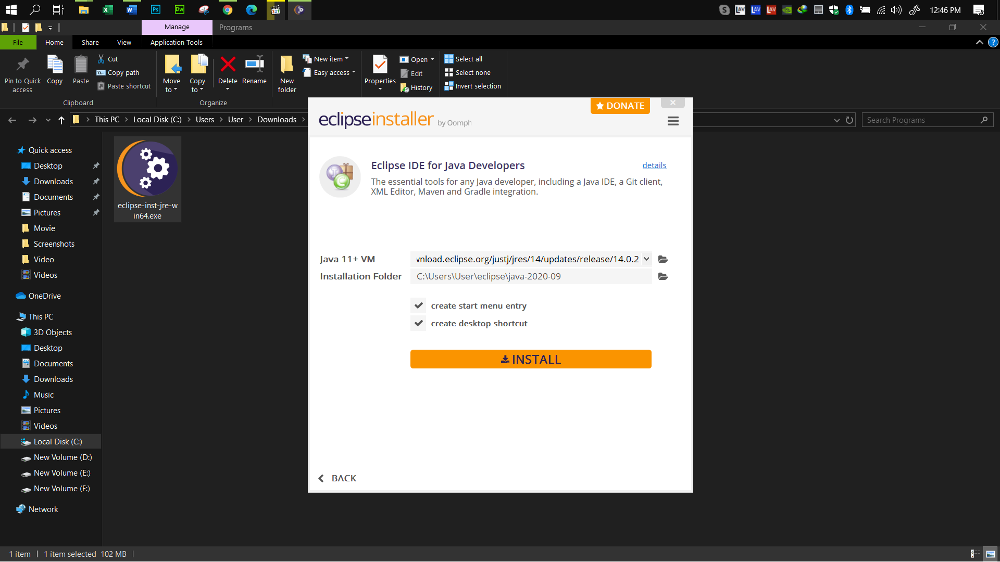 12:46 PM
Manage
Programs
File
Home
Share
View
Application Tools
Pin to Quick access
Copy
Paste
Cut
Copy path
Paste shortcut
Clipboard
Move to
Copy to
Delete
Rename
Organize
New folder
New item
Easy access
Properties
Open
Edit
History
Select all
Select none
Invert selection
This PC
Local Disk (C:)
Users
User
Downloads
Search Programs
Quick access
Desktop
Downloads
Documents
Pictures
Movie
Screenshots
Video
Videos
OneDrive
This PC
3D Objects
Desktop
Documents
Downloads
Music
Pictures
Videos
Local Disk (C:)
New Volume (D:)
New Volume (E:)
New Volume (F:)
Network
eclipse-inst-jre-w
in64.exe
DONATE
eclipseinstaller by Oomph
Eclipse IDE for Java Developers
details
The essential tools for any Java developer, including a Java IDE, a Git client,
XML Editor, Maven and Gradle integration.
Java 11+ VM
wnload.eclipse.org/justj/jres/14/updates/release/14.0.2
Installation Folder
C:\Users\User\eclipse\java-2020-09
create start menu entry
create desktop shortcut
INSTALL
BACK
1 item
1 item selected 102 MB